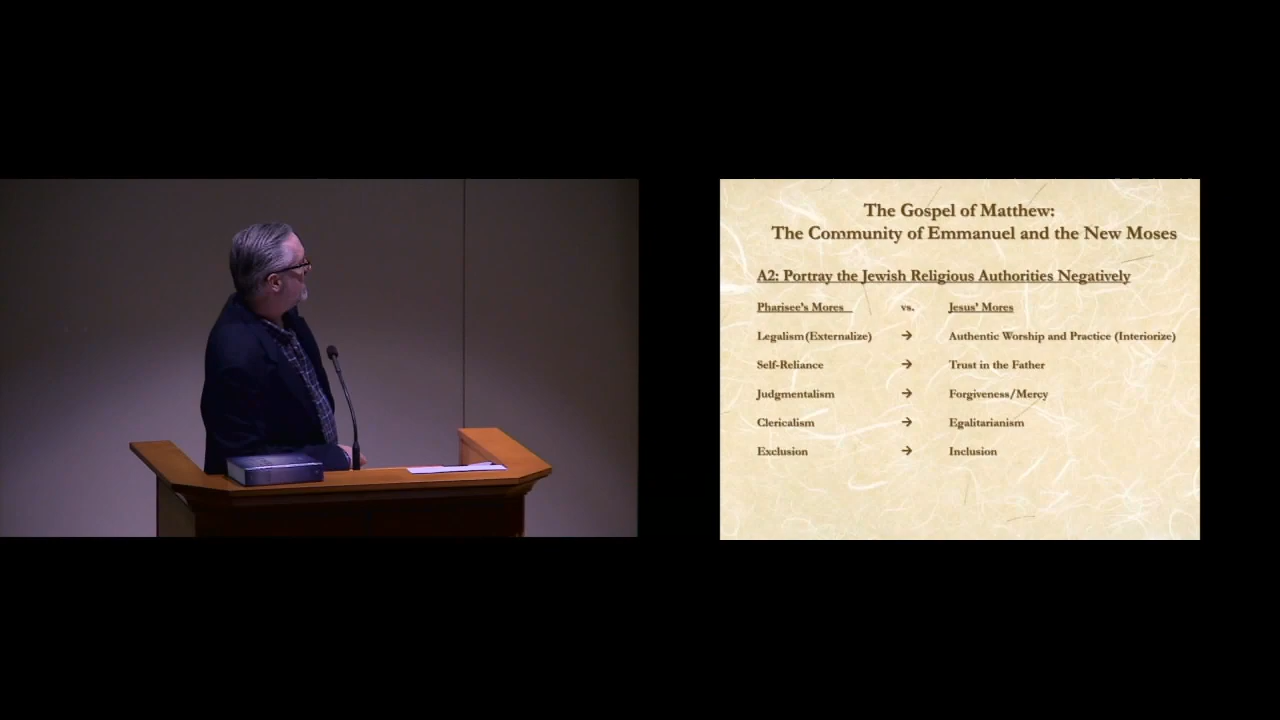 The Gospel of Matthew:
The Community of Emmanuel and the New Moses
A2: Portray the Jewish Religious Authorities Negatively
Pharisee's Mores vs. Jesus' Mores
Legalism(Externalize) → Authentic Worship and Practice (Interiorize)
Self-Reliance → Trust in the Father
Judgmentalism → Forgiveness/Mercy
Clericalism → Egalitarianism
Exclusion → Inclusion